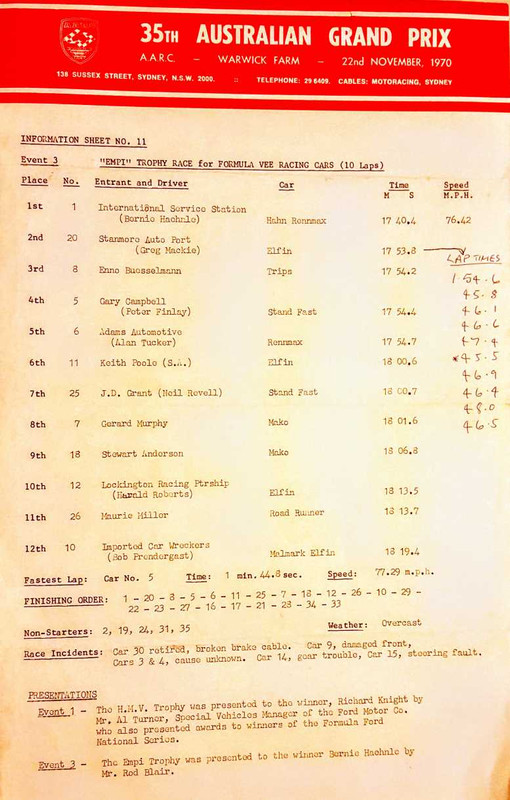 35TH AUSTRALIAN GRAND PRIX
A.A.R.C. – WARWICK FARM – 22nd NOVEMBER, 1970
138 SUSSEX STREET, SYDNEY, N.S.W. 2000. :: TELEPHONE: 29 6409. CABLES: MOTORACING, SYDNEY
INFORMATION SHEET NO. 11
Event 3 "EMPI" TROPHY RACE for FORMULA VEE RACING CARS (10 Laps)
Place No. Entrant and Driver Car Time Speed
M S M.P.H.
1st 1 International Service Station
(Bernie Haehnle) Hahn Rennmax 17 40.4 76.42
2nd 20 Stanmore Auto Port
(Greg Mackie) Elfin 17 53.8
LAP TIMES
3rd 8 Enno Buesselmann Trips 17 54.2
1-54.6
45.8
4th 5 Gary Campbell
(Peter Finlay) Stand Fast 17 54.4
46.1
46.6
5th 6 Adams Automotive
(Alan Tucker) Rennmax 17 54.7
47.4
6th 11 Keith Poole (S.A.) Elfin 18 00.6
45.5
46.9
7th 25 J.D. Grant (Neil Revell) Stand Fast 18 00.7
46.4
48.0
8th 7 Gerard Murphy Mako 18 01.6
46.5
9th 18 Stewart Anderson Mako 18 06.8
10th 12 Lockington Racing Ptrship
(Harald Roberts) Elfin 18 13.5
11th 26 Maurie Miller Road Runner 18 13.7
12th 10 Imported Car Wreckers
(Bob Prendergast) Malmark Elfin 18 19.4
Fastest Lap: Car No. 5 Time: 1 min. 44.8 sec. Speed: 77.29 m.p.h.
FINISHING ORDER: 1 - 20 - 8 - 5 - 6 - 11 - 25 - 7 - 18 - 12 - 26 - 10 - 29 -
22 - 23 - 27 - 16 - 17 - 21 - 28 - 34 - 33
Non-Starters: 2, 19, 24, 31, 35 Weather: Overcast
Race Incidents: Car 30 retired, broken brake cable. Car 9, damaged front,
Cars 3 & 4, cause unknown. Car 14, gear trouble, Car 15, steering fault.
PRESENTATIONS
Event 1 - The H.M.V. Trophy was presented to the winner, Richard Knight by
Mr. Al Turner, Special Vehicles Manager of the Ford Motor Co.
who also presented awards to winners of the Formula Ford
National Series.
Event 3 - The Empi Trophy was presented to the winner Bernie Haehnle by
Mr. Rod Blair.